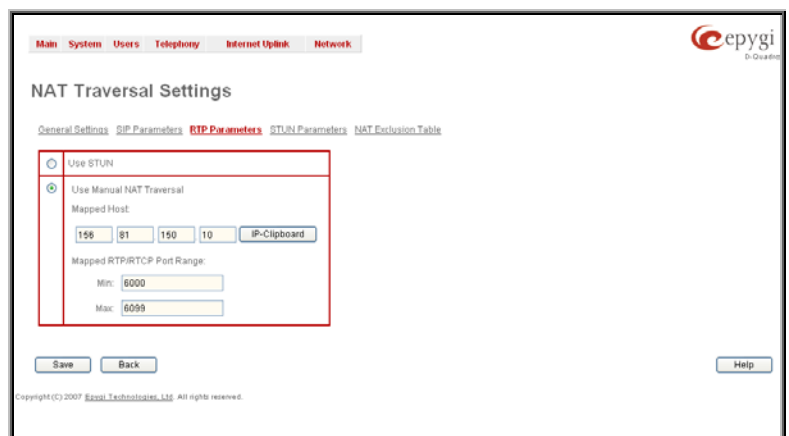 Main System Users Telephony Internet Uplink Network
epygi
D-Quadro
NAT Traversal Settings
General Settings SIP Parameters RTP Parameters STUN Parameters NAT Exclusion Table
Use STUN
Use Manual NAT Traversal
Mapped Host:
156 81 150 10 IP-Clipboard
Mapped RTP/RTCP Port Range:
Min: 6000
Max: 6099
Save Back Help
Copyright (C) 2007 Epygi Technologies, Ltd. All rights reserved.